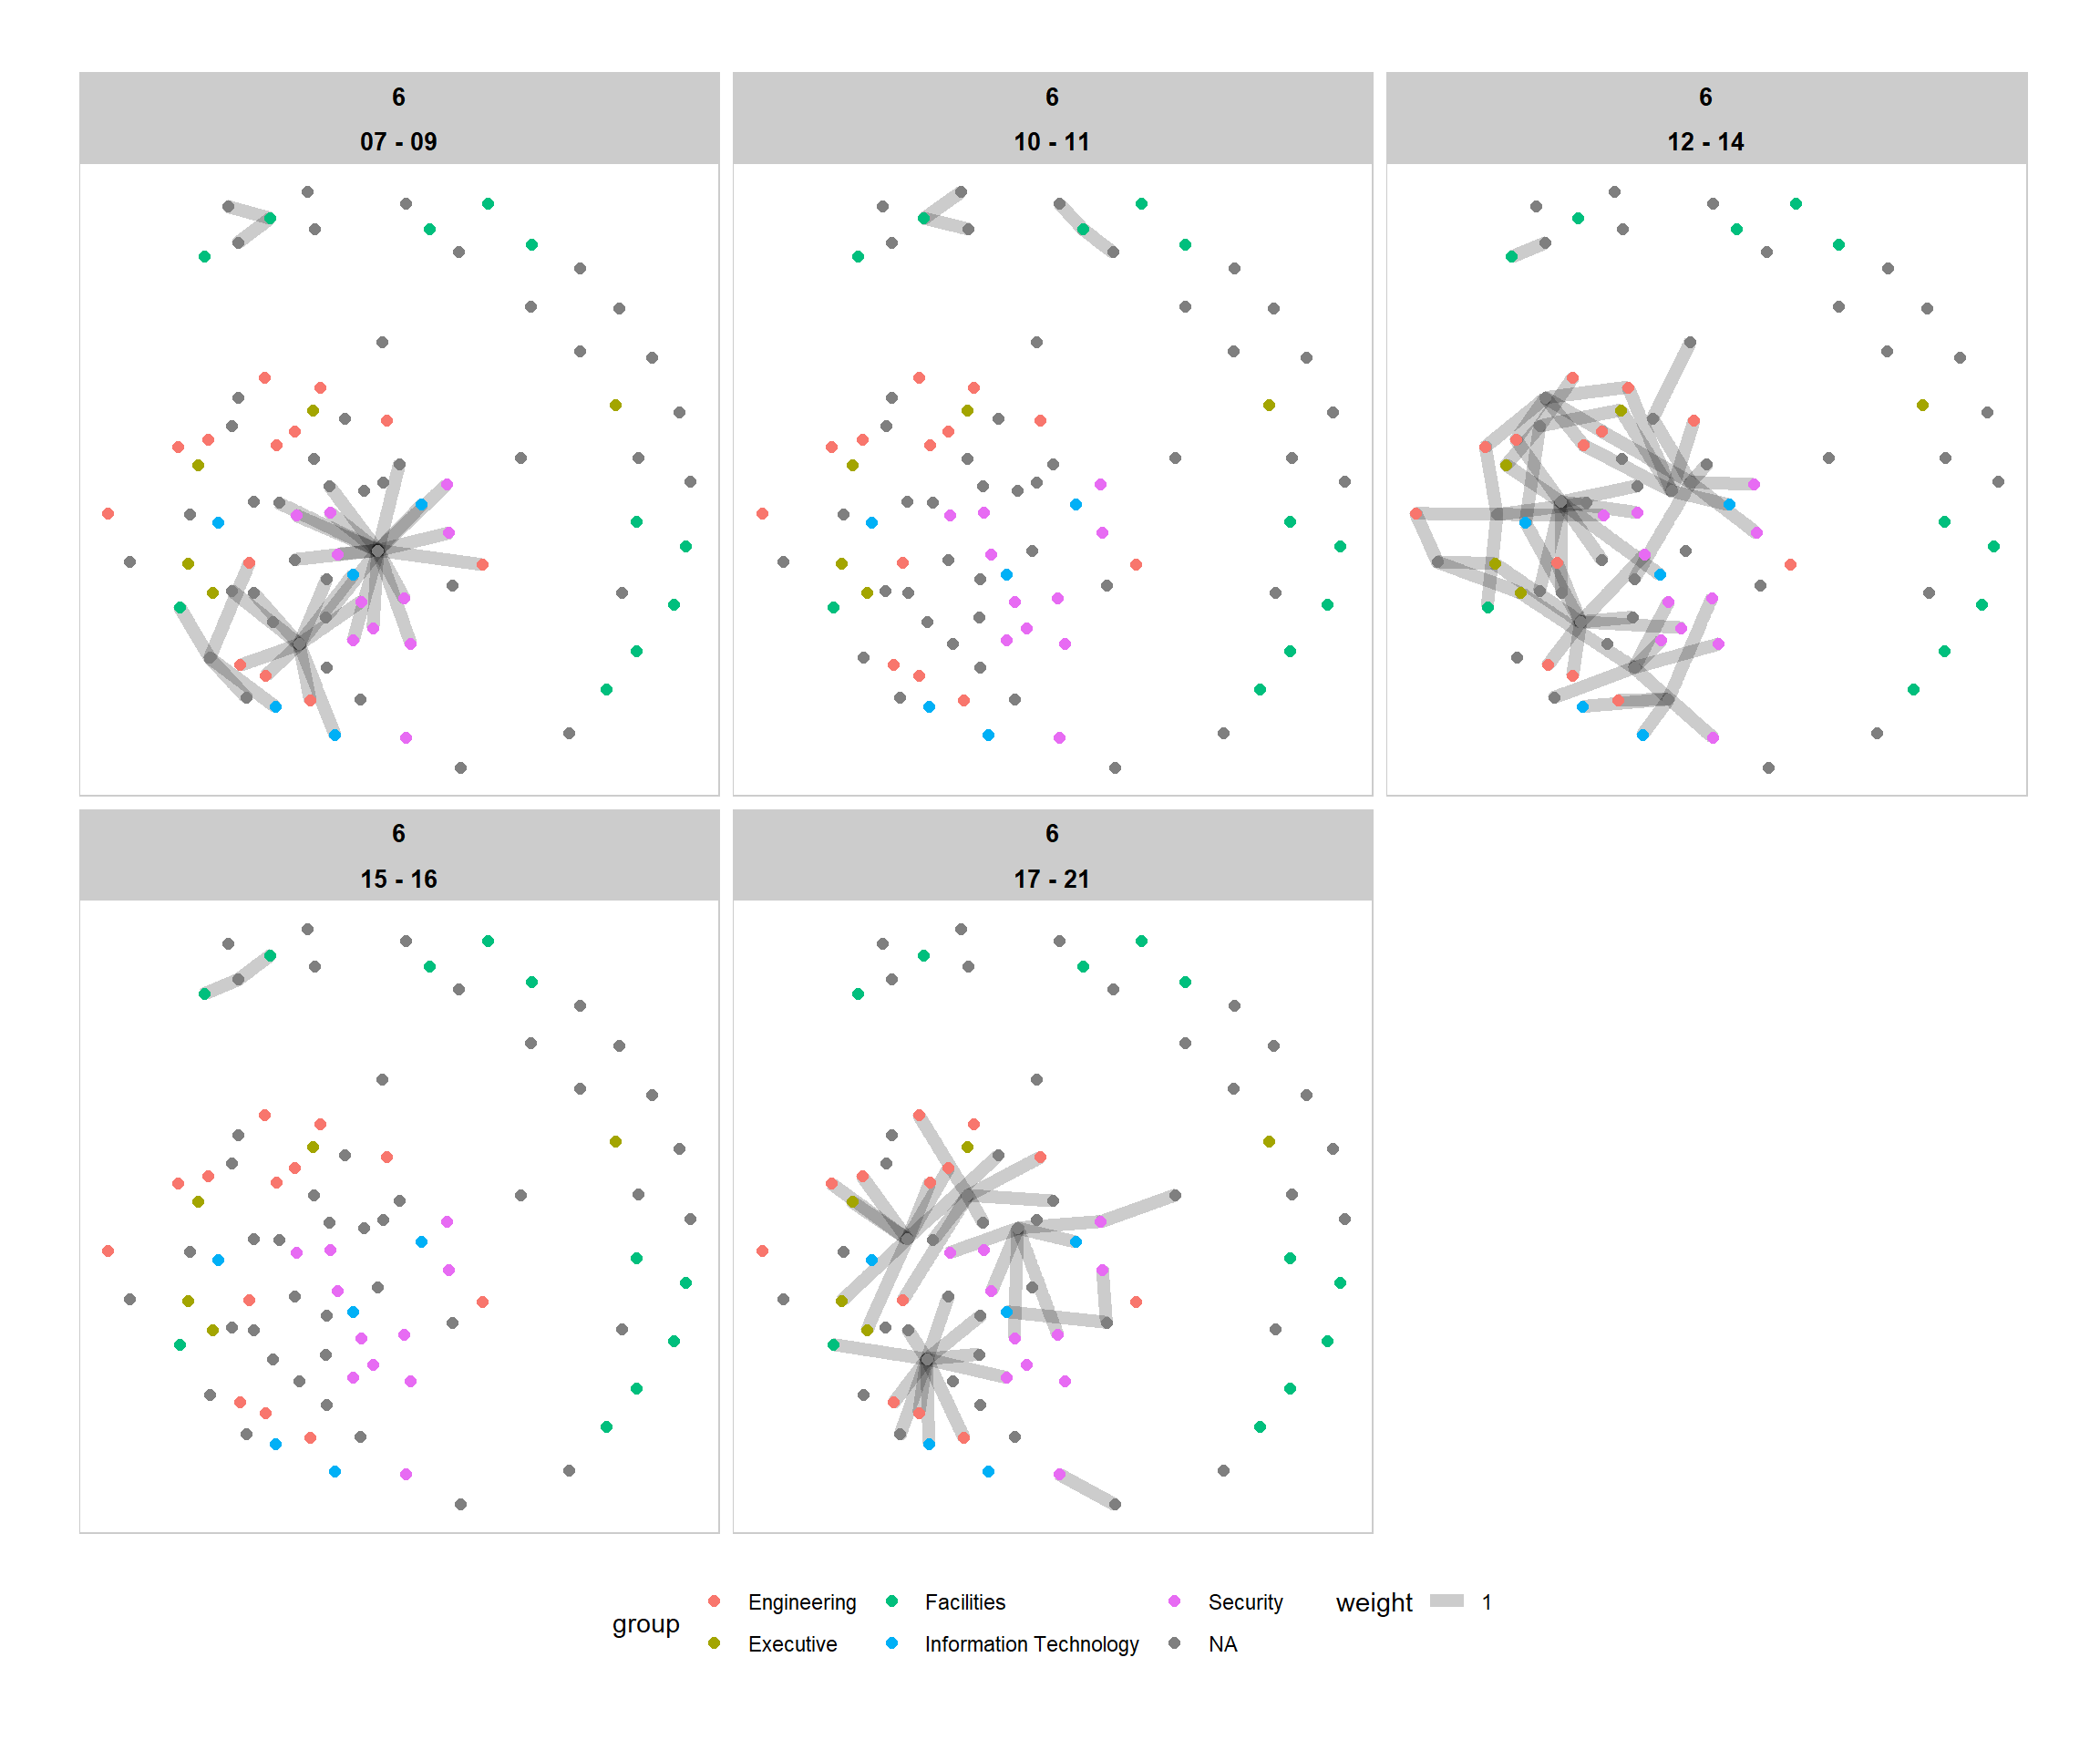 6
07 - 09
6
10 - 11
6
12 - 14
6
15 - 16
6
17 - 21
group
Engineering
Facilities
Security
Executive
Information Technology
NA
weight
1